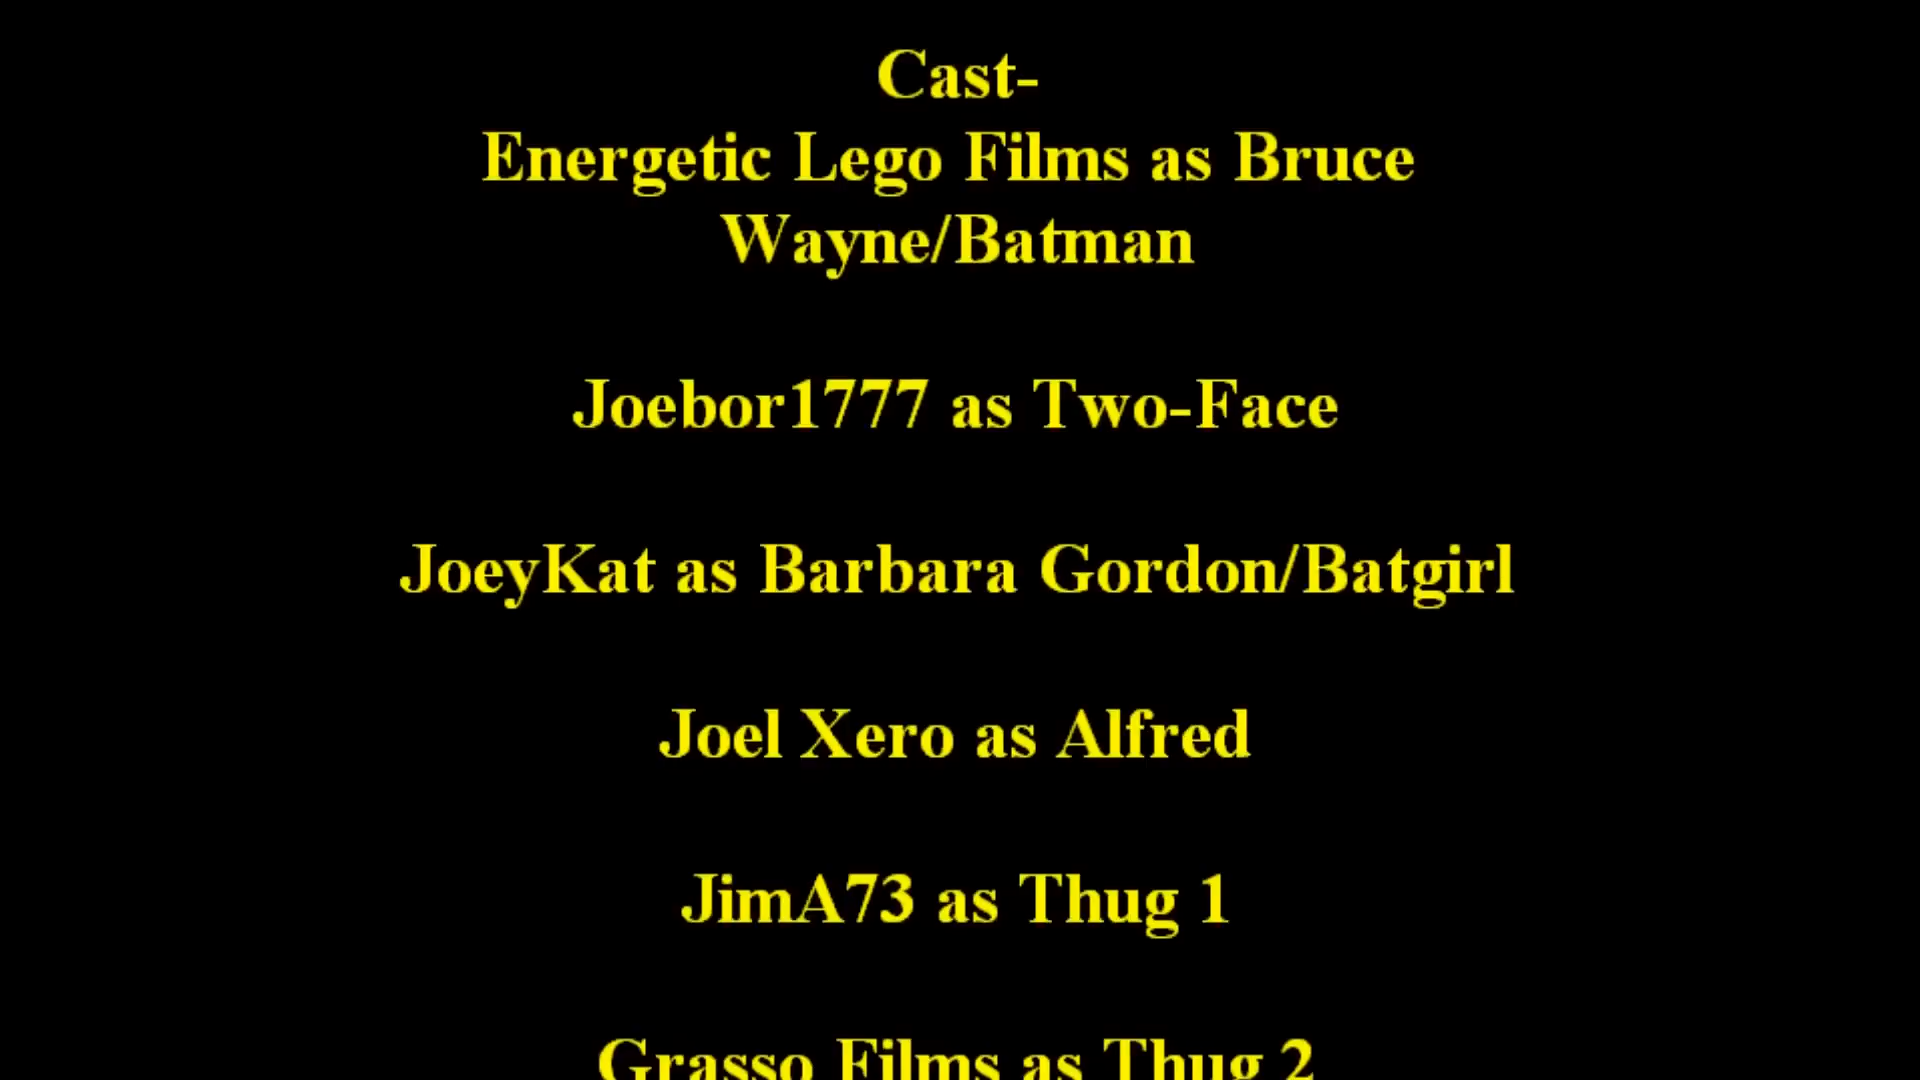 Cast-
Energetic Lego Films as Bruce
Wayne/Batman
Joebor1777 as Two-Face
JoeyKat as Barbara Gordon/Batgirl
Joel Xero as Alfred
JimA73 as Thug 1
Grasso Films as Thug 2